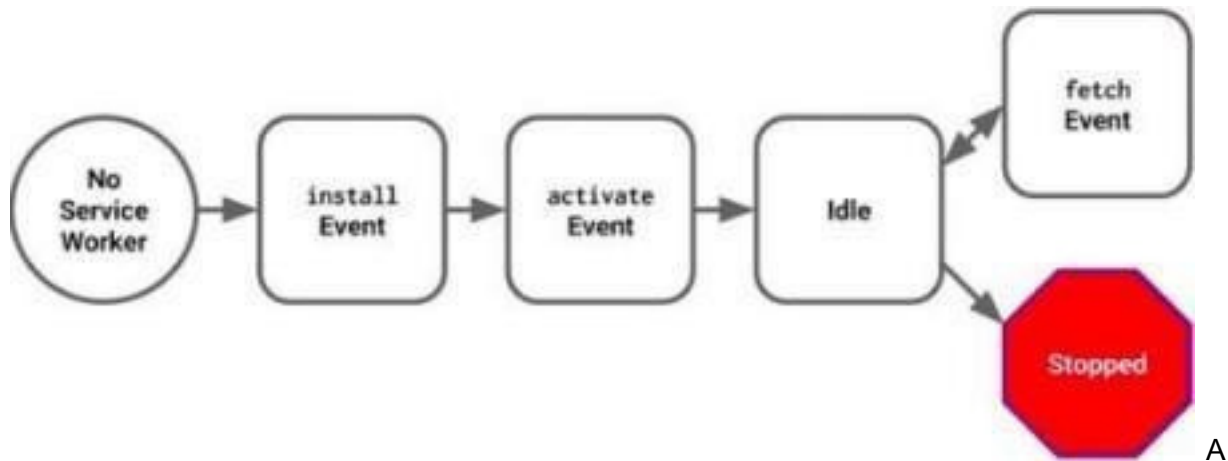 No
Service
Worker
install
Event
activate
Event
Idle
fetch
Event
Stopped
A